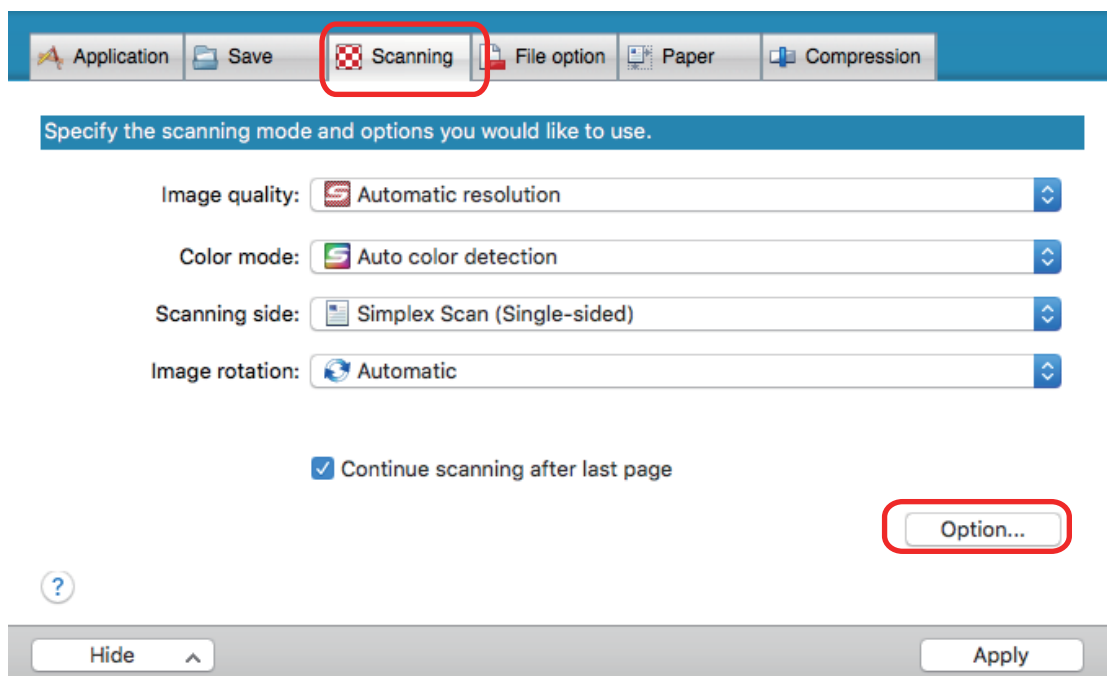 Application Save Scanning File option Paper Compression
Specify the scanning mode and options you would like to use.
Image quality: Automatic resolution
Color mode: Auto color detection
Scanning side: Simplex Scan (Single-sided)
Image rotation: Automatic
Continue scanning after last page
Option...
?
Hide Apply